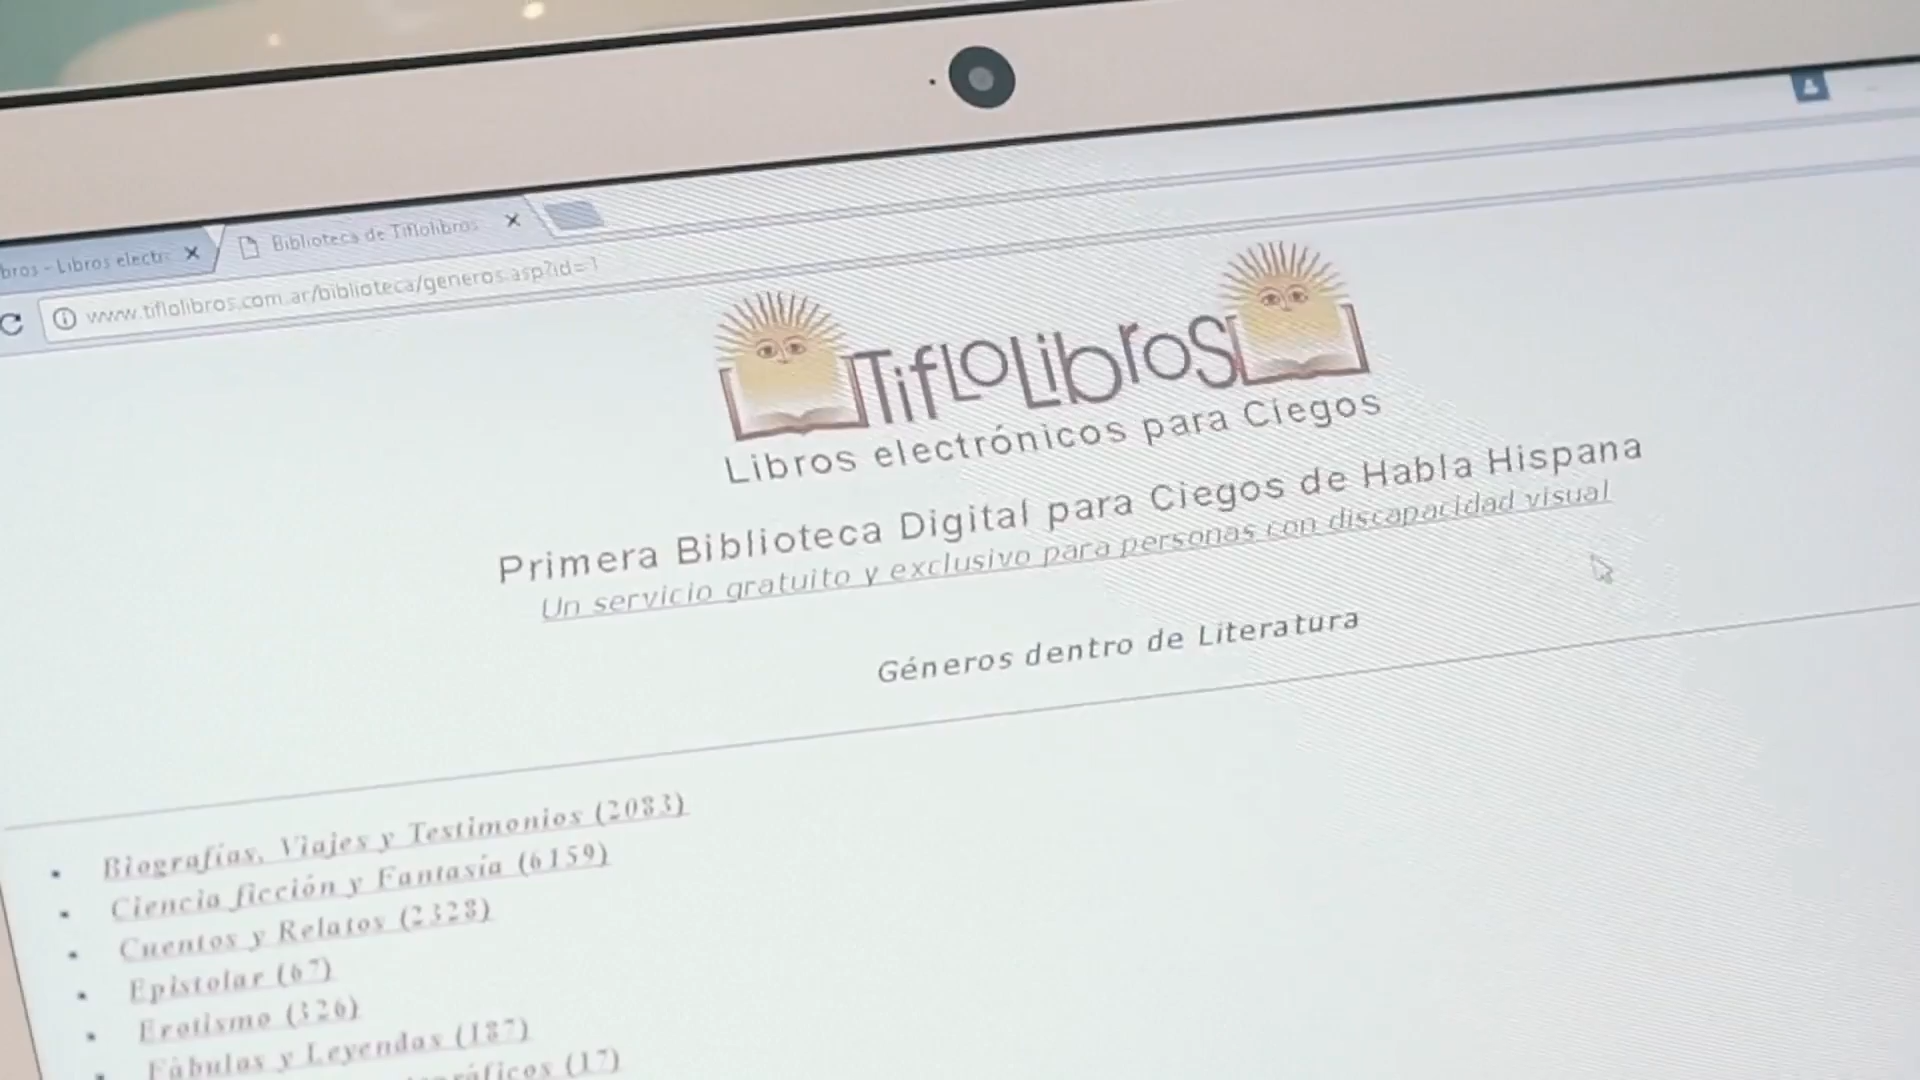 bros - Libros electr
Biblioteca de Tiflolibros
www.tiflolibros.com.ar/biblioteca/generos.asp?id=1
TifloLibros
Libros electrónicos para Ciegos
Primera Biblioteca Digital para Ciegos de Habla Hispana
Un servicio gratuito y exclusivo para personas con discapacidad visual
Géneros dentro de Literatura
Biografías, Viajes y Testimonios (2083)
Ciencia ficción y Fantasía (6159)
Cuentos y Relatos (2328)
Epistolar (67)
Erotismo (326)
Fábulas y Leyendas (187)
(17)